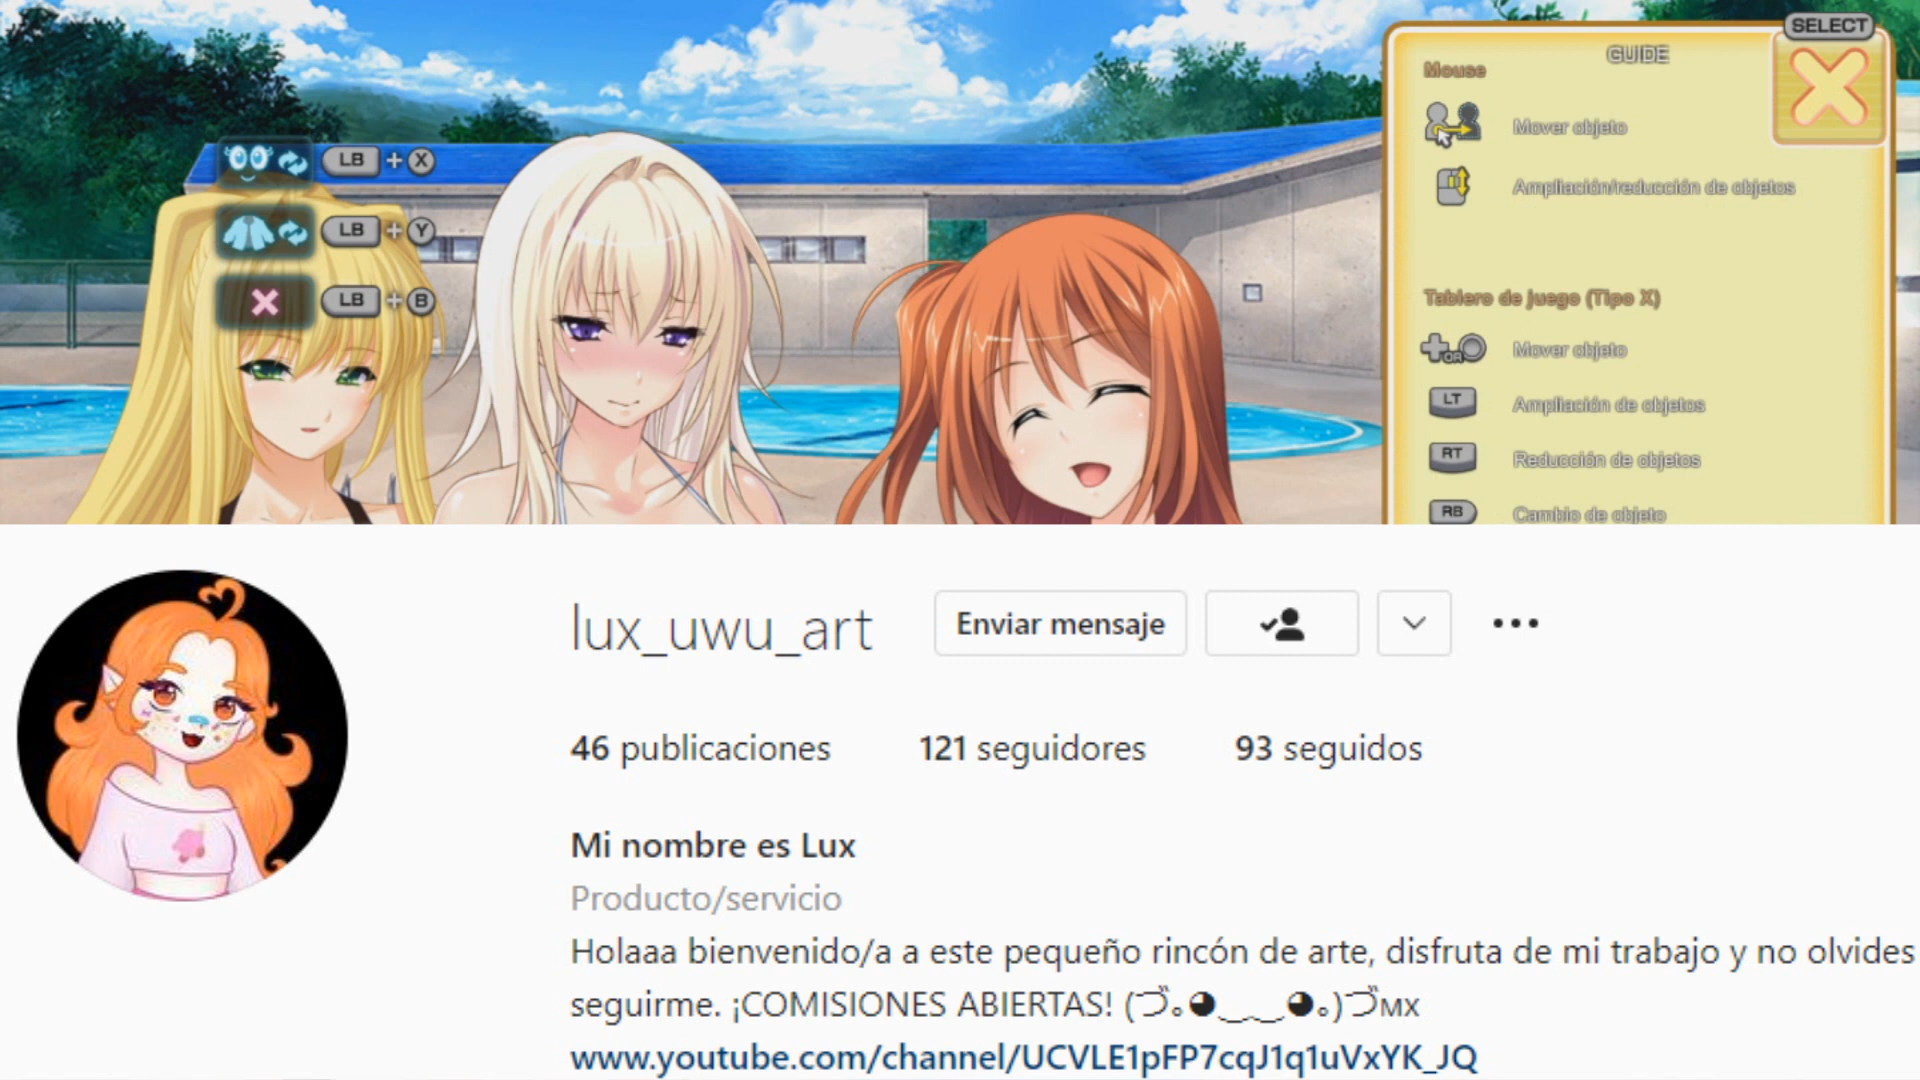 SELECT
GUIDE
Mouse
Mover objeto
Ampliación/reducción de objetos
LB + X
LB + Y
LB + B
Tablero de juego (Tipo X)
OR
Mover objeto
LT
Ampliación de objetos
RT
Reducción de objetos
RB
Cambio de objeto
lux_uwu_art
Enviar mensaje
46 publicaciones
121 seguidores
93 seguidos
Mi nombre es Lux
Producto/servicio
Holaaa bienvenido/a a este pequeño rincón de arte, disfruta de mi trabajo y no olvides
seguirme. ¡COMISIONES ABIERTAS! (づ｡◕‿‿◕｡)づMX
www.youtube.com/channel/UCVLE1pFP7cqJ1q1uVxYK_JQ